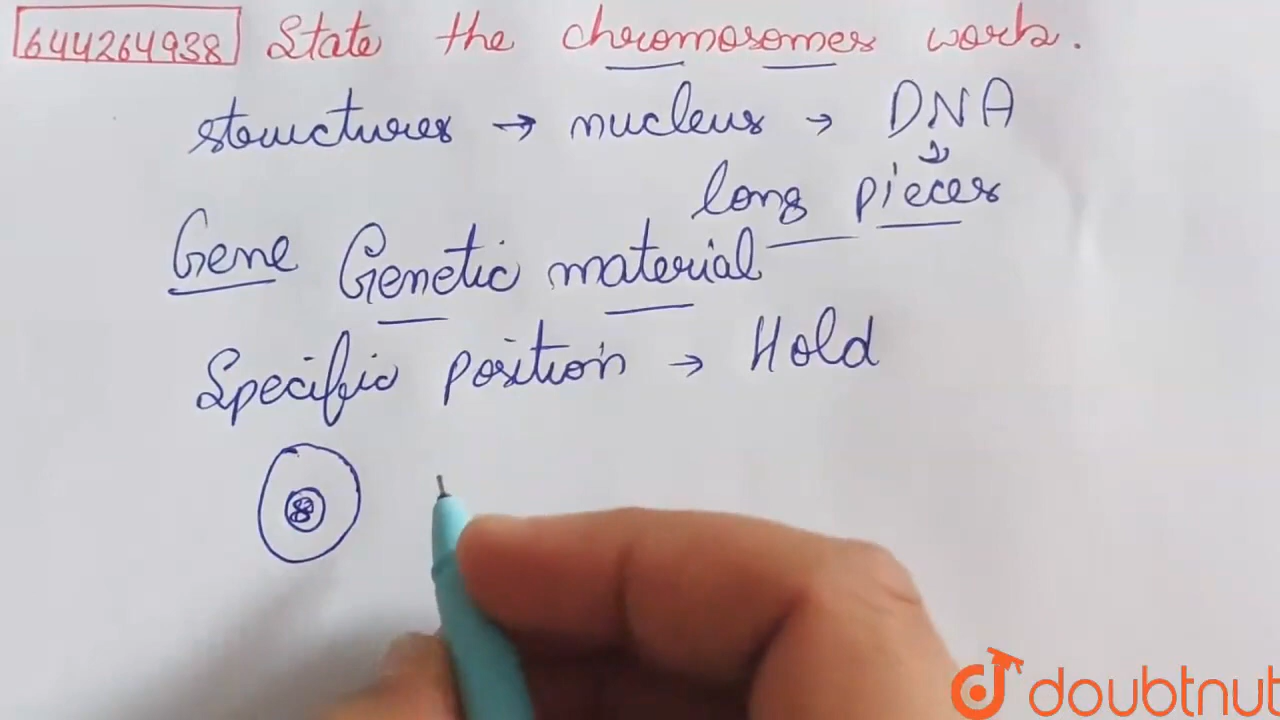 644264938 State the chromosomes work.
structures → nucleus → DNA
long pieces
Gene Genetic material
Specific position → Hold
doubtnut